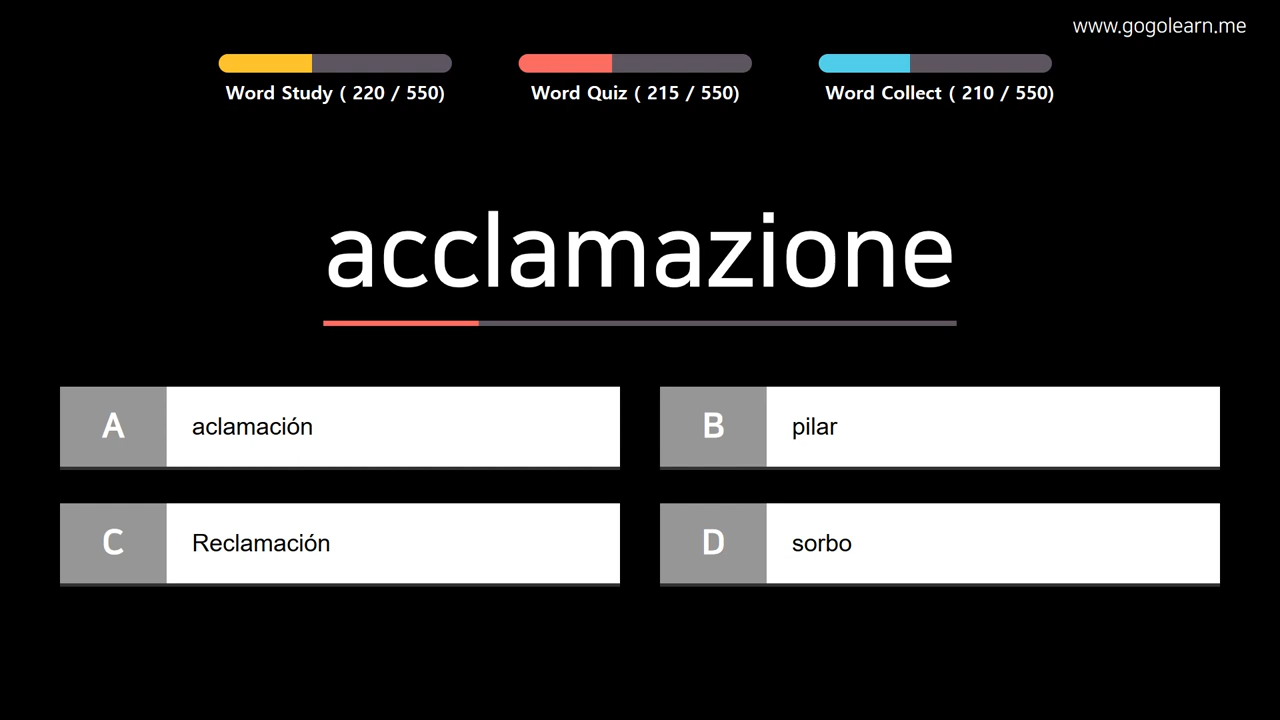 www.gogolearn.me
Word Study ( 220 / 550)
Word Quiz ( 215 / 550)
Word Collect ( 210 / 550)
acclamazione
A
aclamación
B
pilar
C
Reclamación
D
sorbo